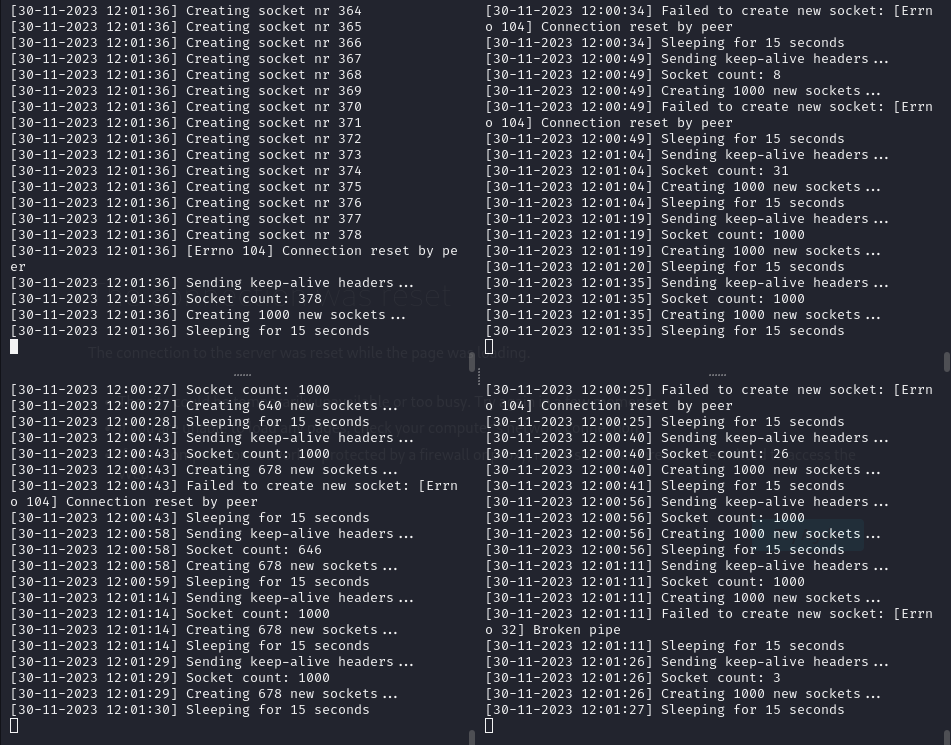 [30-11-2023 12:01:36] Creating socket nr 364
[30-11-2023 12:01:36] Creating socket nr 365
[30-11-2023 12:01:36] Creating socket nr 366
[30-11-2023 12:01:36] Creating socket nr 367
[30-11-2023 12:01:36] Creating socket nr 368
[30-11-2023 12:01:36] Creating socket nr 369
[30-11-2023 12:01:36] Creating socket nr 370
[30-11-2023 12:01:36] Creating socket nr 371
[30-11-2023 12:01:36] Creating socket nr 372
[30-11-2023 12:01:36] Creating socket nr 373
[30-11-2023 12:01:36] Creating socket nr 374
[30-11-2023 12:01:36] Creating socket nr 375
[30-11-2023 12:01:36] Creating socket nr 376
[30-11-2023 12:01:36] Creating socket nr 377
[30-11-2023 12:01:36] Creating socket nr 378
[30-11-2023 12:01:36] [Errno 104] Connection reset by pe
er
[30-11-2023 12:01:36] Sending keep-alive headers...
[30-11-2023 12:01:36] Socket count: 378
[30-11-2023 12:01:36] Creating 1000 new sockets...
[30-11-2023 12:01:36] Sleeping for 15 seconds
[30-11-2023 12:00:34] Failed to create new socket: [Errn
o 104] Connection reset by peer
[30-11-2023 12:00:34] Sleeping for 15 seconds
[30-11-2023 12:00:49] Sending keep-alive headers...
[30-11-2023 12:00:49] Socket count: 8
[30-11-2023 12:00:49] Creating 1000 new sockets...
[30-11-2023 12:00:49] Failed to create new socket: [Errn
o 104] Connection reset by peer
[30-11-2023 12:00:49] Sleeping for 15 seconds
[30-11-2023 12:01:04] Sending keep-alive headers...
[30-11-2023 12:01:04] Socket count: 31
[30-11-2023 12:01:04] Creating 1000 new sockets...
[30-11-2023 12:01:04] Sleeping for 15 seconds
[30-11-2023 12:01:19] Sending keep-alive headers...
[30-11-2023 12:01:19] Socket count: 1000
[30-11-2023 12:01:19] Creating 1000 new sockets...
[30-11-2023 12:01:20] Sleeping for 15 seconds
[30-11-2023 12:01:35] Sending keep-alive headers...
[30-11-2023 12:01:35] Socket count: 1000
[30-11-2023 12:01:35] Creating 1000 new sockets...
[30-11-2023 12:01:35] Sleeping for 15 seconds
was reset
The connection to the server was reset while the page was loading.
[30-11-2023 12:00:27] Socket count: 1000
[30-11-2023 12:00:27] Creating 640 new sockets...
[30-11-2023 12:00:28] Sleeping for 15 seconds
[30-11-2023 12:00:43] Sending keep-alive headers...
[30-11-2023 12:00:43] Socket count: 1000
[30-11-2023 12:00:43] Creating 678 new sockets...
[30-11-2023 12:00:43] Failed to create new socket: [Errn
o 104] Connection reset by peer
[30-11-2023 12:00:43] Sleeping for 15 seconds
[30-11-2023 12:00:58] Sending keep-alive headers...
[30-11-2023 12:00:58] Socket count: 646
[30-11-2023 12:00:58] Creating 678 new sockets...
[30-11-2023 12:00:59] Sleeping for 15 seconds
[30-11-2023 12:01:14] Sending keep-alive headers...
[30-11-2023 12:01:14] Socket count: 1000
[30-11-2023 12:01:14] Creating 678 new sockets...
[30-11-2023 12:01:14] Sleeping for 15 seconds
[30-11-2023 12:01:29] Sending keep-alive headers...
[30-11-2023 12:01:29] Socket count: 1000
[30-11-2023 12:01:29] Creating 678 new sockets...
[30-11-2023 12:01:30] Sleeping for 15 seconds
[30-11-2023 12:00:25] Failed to create new socket: [Errn
o 104] Connection reset by peer
[30-11-2023 12:00:25] Sleeping for 15 seconds
[30-11-2023 12:00:40] Sending keep-alive headers...
[30-11-2023 12:00:40] Socket count: 26
[30-11-2023 12:00:40] Creating 1000 new sockets...
[30-11-2023 12:00:41] Sleeping for 15 seconds
[30-11-2023 12:00:56] Sending keep-alive headers...
[30-11-2023 12:00:56] Socket count: 1000
[30-11-2023 12:00:56] Creating 1000 new sockets...
[30-11-2023 12:00:56] Sleeping for 15 seconds
[30-11-2023 12:01:11] Sending keep-alive headers...
[30-11-2023 12:01:11] Socket count: 1000
[30-11-2023 12:01:11] Creating 1000 new sockets...
[30-11-2023 12:01:11] Failed to create new socket: [Errn
o 32] Broken pipe
[30-11-2023 12:01:11] Sleeping for 15 seconds
[30-11-2023 12:01:26] Sending keep-alive headers...
[30-11-2023 12:01:26] Socket count: 3
[30-11-2023 12:01:26] Creating 1000 new sockets...
[30-11-2023 12:01:27] Sleeping for 15 seconds